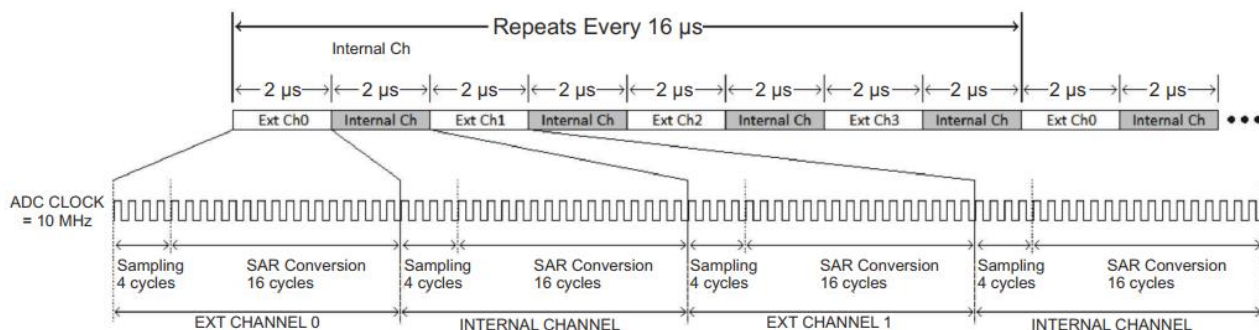 Repeats Every 16 µs
Internal Ch
2 µs 2 µs 2 µs 2 µs 2 µs 2 µs 2 µs 2 µs 2 µs 2 µs
Ext Ch0 Internal Ch Ext Ch1 Internal Ch Ext Ch2 Internal Ch Ext Ch3 Internal Ch Ext Ch0 Internal Ch
ADC CLOCK
= 10 MHz
Sampling SAR Conversion Sampling SAR Conversion Sampling SAR Conversion Sampling SAR Conversion
4 cycles 16 cycles 4 cycles 16 cycles 4 cycles 16 cycles 4 cycles 16 cycles
EXT CHANNEL 0 INTERNAL CHANNEL EXT CHANNEL 1 INTERNAL CHANNEL